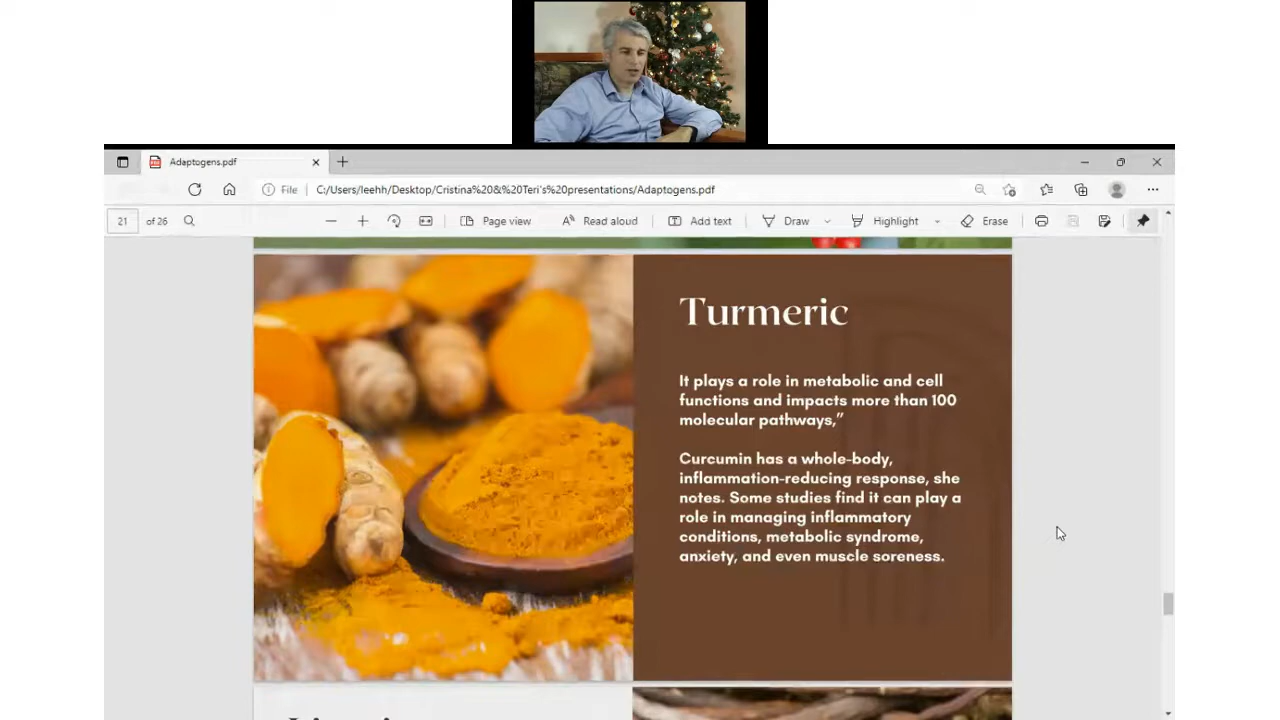 Adaptogens.pdf
File
C:/Users/leehh/Desktop/Cristina%20&%20Teri's%20presentations/Adaptogens.pdf
21 of 26
Page view
Read aloud
Add text
Draw
Highlight
Erase
Turmeric
It plays a role in metabolic and cell
functions and impacts more than 100
molecular pathways,”
Curcumin has a whole-body,
inflammation-reducing response, she
notes. Some studies find it can play a
role in managing inflammatory
conditions, metabolic syndrome,
anxiety, and even muscle soreness.